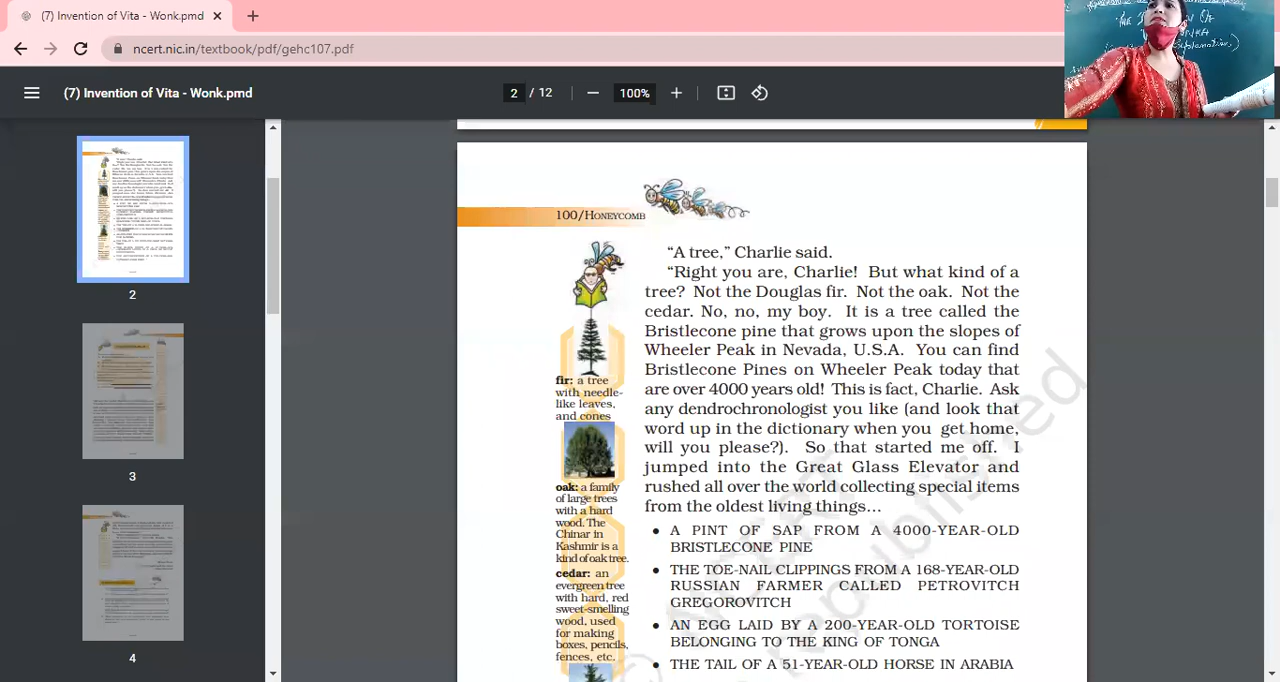 (7) Invention of Vita - Wonk.pmd
ncert.nic.in/textbook/pdf/gehc107.pdf
(7) Invention of Vita - Wonk.pmd
2 / 12
100%
THE
OF
Explanation)
2
3
4
100/HONEYCOMB
"A tree," Charlie said.
"Right you are, Charlie! But what kind of a
tree? Not the Douglas fir. Not the oak. Not the
cedar. No, no, my boy. It is a tree called the
Bristlecone pine that grows upon the slopes of
Wheeler Peak in Nevada, U.S.A. You can find
Bristlecone Pines on Wheeler Peak today that
are over 4000 years old! This is fact, Charlie. Ask
any dendrochronologist you like (and look that
word up in the dictionary when you get home,
will you please?). So that started me off. I
jumped into the Great Glass Elevator and
rushed all over the world collecting special items
from the oldest living things...
• A PINT OF SAP FROM A 4000-YEAR-OLD
BRISTLECONE PINE
• THE TOE-NAIL CLIPPINGS FROM A 168-YEAR-OLD
RUSSIAN FARMER CALLED PETROVITCH
GREGOROVITCH
• AN EGG LAID BY A 200-YEAR-OLD TORTOISE
BELONGING TO THE KING OF TONGA
• THE TAIL OF A 51-YEAR-OLD HORSE IN ARABIA
fir: a tree
with needle-
like leaves,
and cones
oak: a family
of large trees
with a hard
wood. The
Chinar in
Kashmir is a
kind of oak tree.
cedar: an
evergreen tree
with hard, red
sweet-smelling
wood, used
for making
boxes, pencils,
fences, etc.